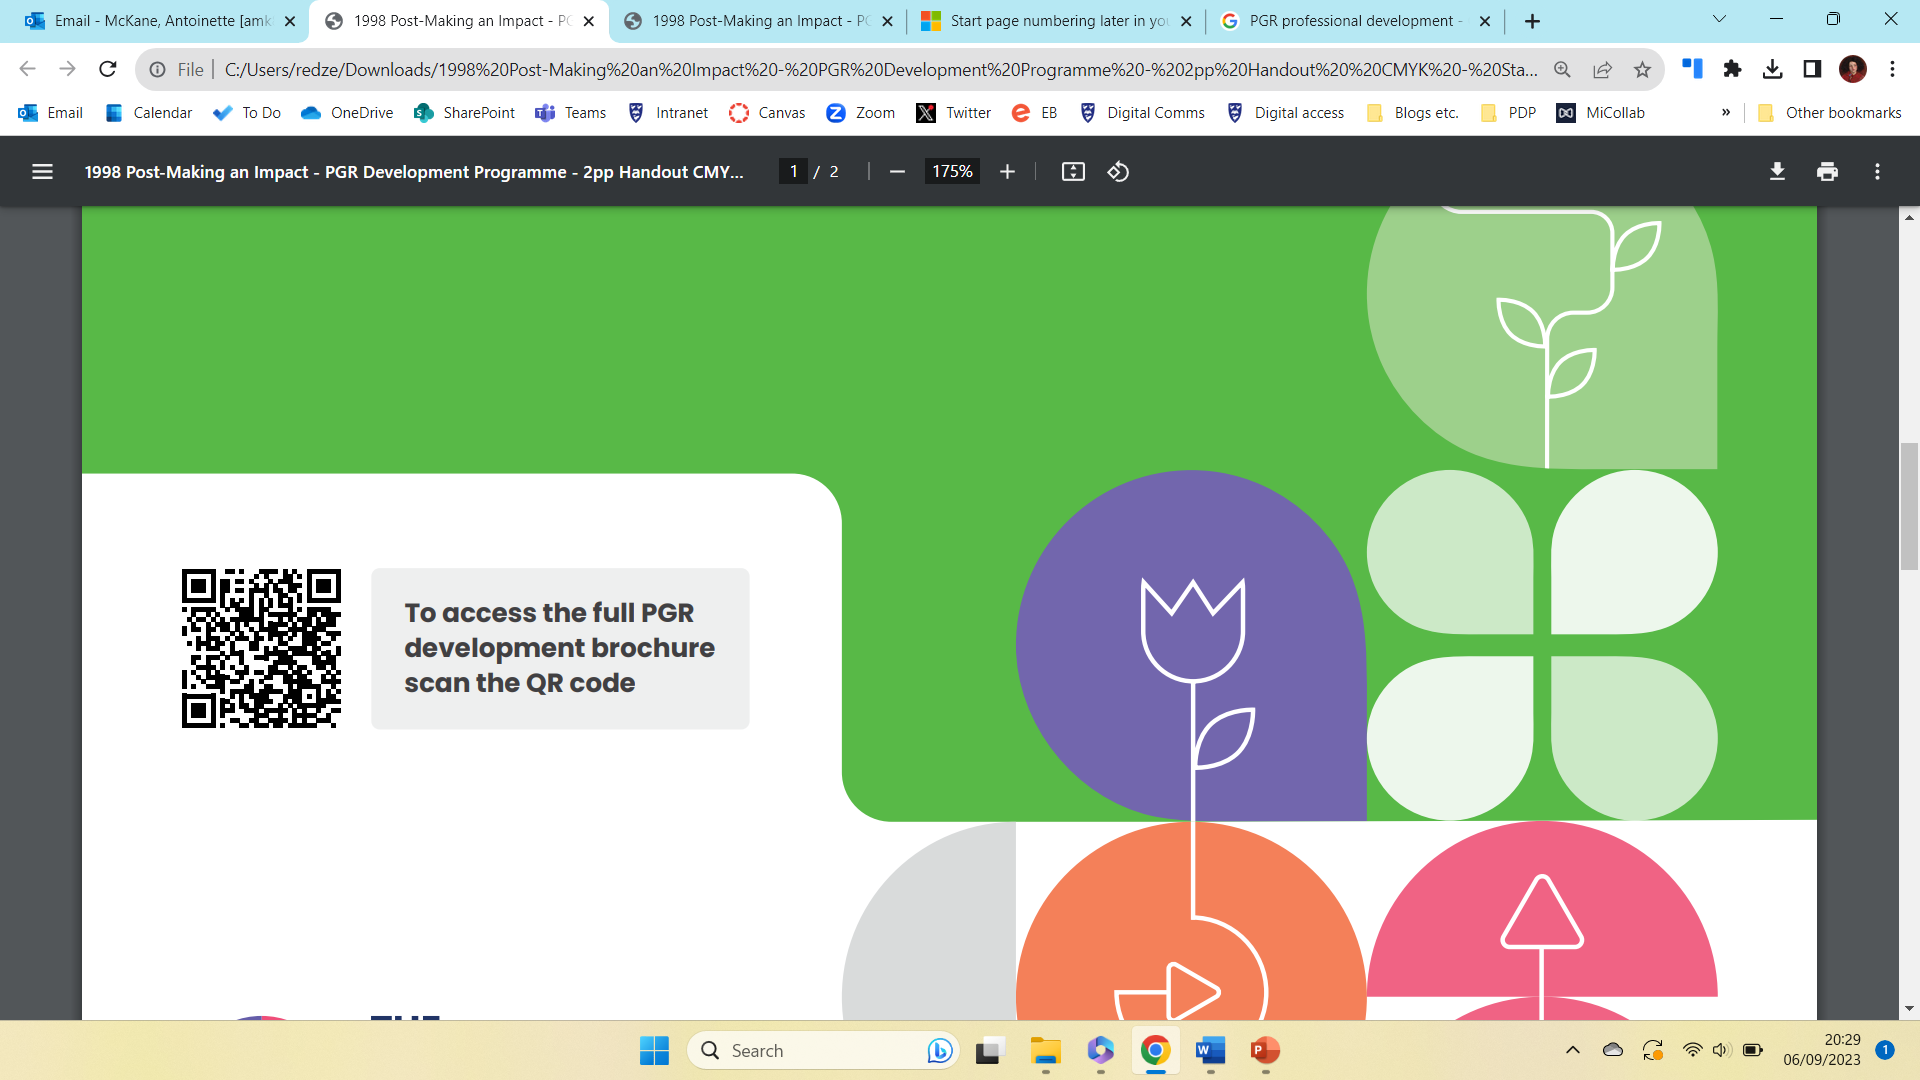 Email - McKane, Antoinette [amk
1998 Post-Making an Impact - PG
1998 Post-Making an Impact - PG
Start page numbering later in you
PGR professional development -
File
C:/Users/redze/Downloads/1998%20Post-Making%20an%20Impact%20-%20PGR%20Development%20Programme%20-%202pp%20Handout%20%20CMYK%20-%20Sta...
Email
Calendar
To Do
OneDrive
SharePoint
Teams
Intranet
Canvas
Zoom
Twitter
EB
Digital Comms
Digital access
Blogs etc.
PDP
MiCollab
»
Other bookmarks
1998 Post-Making an Impact - PGR Development Programme - 2pp Handout CMY...
1 / 2
175%
To access the full PGR
development brochure
scan the QR code
Search
20:29
06/09/2023
1